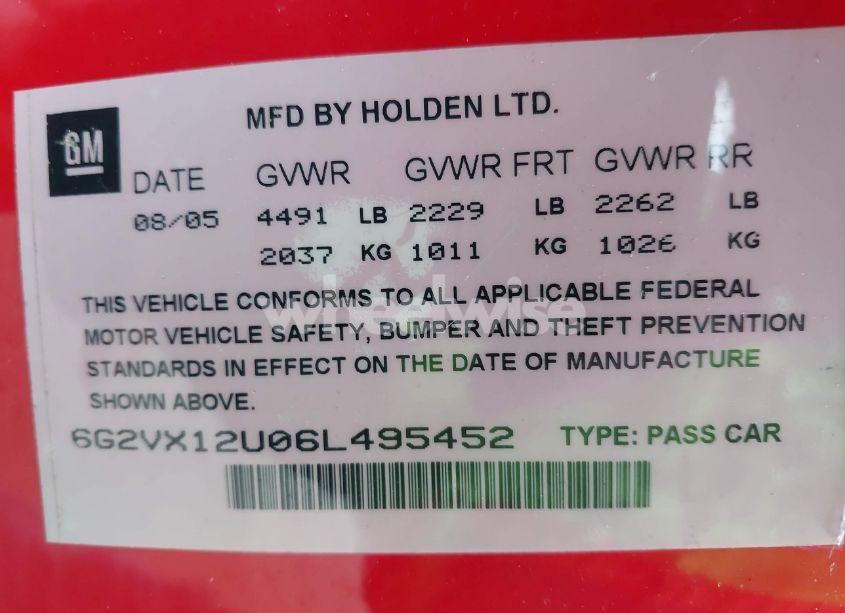 GM
MFD BY HOLDEN LTD.
DATE GVWR GVWR FRT GVWR RR
08/05 4491 LB 2229 LB 2262 LB
2037 KG 1011 KG 1026 KG
THIS VEHICLE CONFORMS TO ALL APPLICABLE FEDERAL
MOTOR VEHICLE SAFETY, BUMPER AND THEFT PREVENTION
STANDARDS IN EFFECT ON THE DATE OF MANUFACTURE
SHOWN ABOVE.
6G2VX12U06L495452 TYPE: PASS CAR
wheelwise